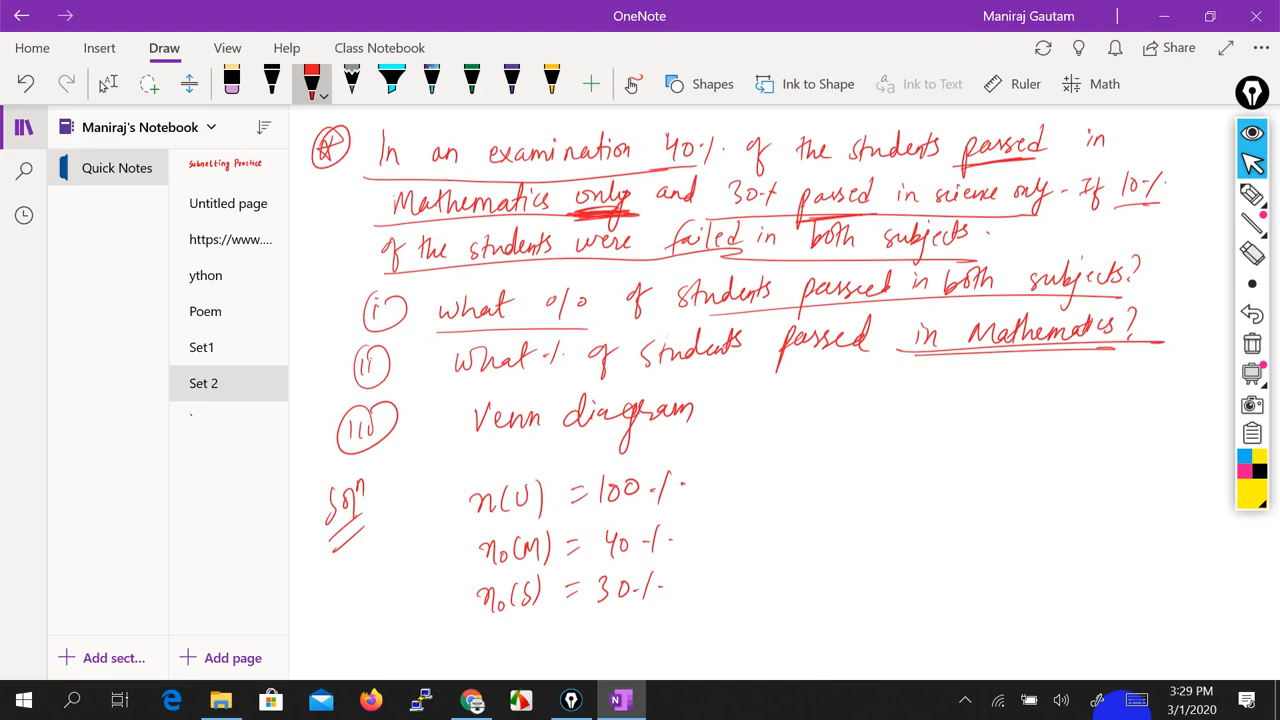 OneNote
Maniraj Gautam
Home Insert Draw View Help Class Notebook
Share
Shapes Ink to Shape Ink to Text Ruler Math
Maniraj's Notebook
Quick Notes
Subnetting Practice
Untitled page
https://www....
ython
Poem
Set1
Set 2
`
In an examination 40% of the students passed in
Mathematics only and 30% passed in science only. If 10%
of the students were failed in both subjects.
i what % of students passed in both subjects?
ii what % of students passed in Mathematics?
iii Venn diagram
Solⁿ
n(U) = 100%
n₀(M) = 40%
n₀(S) = 30%
Add sect...
Add page
3:29 PM
3/1/2020